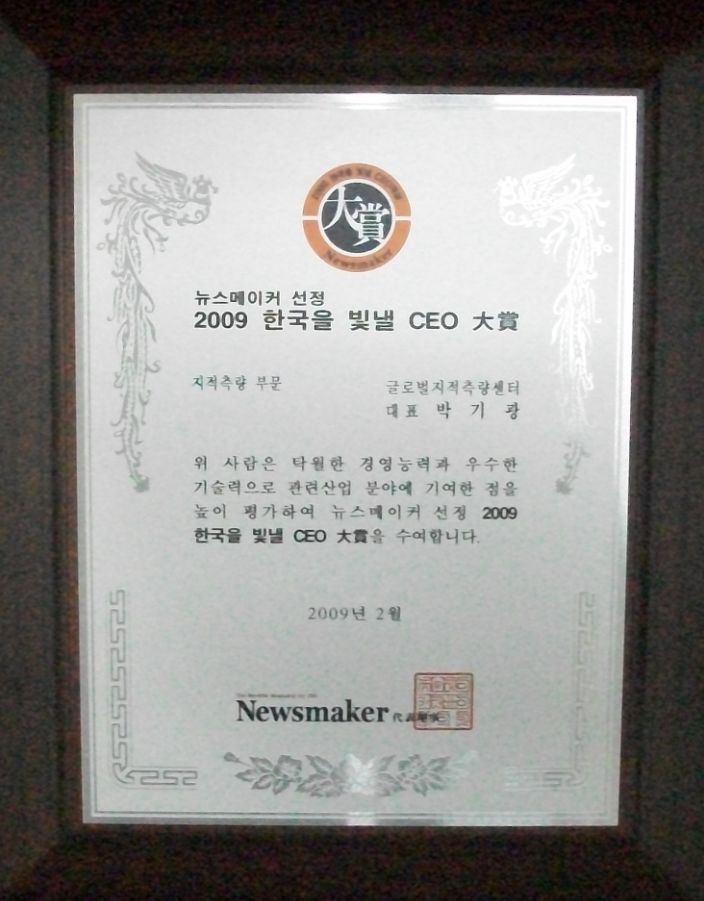 大賞
Newsmaker
뉴스메이커 선정
2009 한국을 빛낼 CEO 大賞
지적측량 부문
글로벌지적측량센터
대표 박 기 광
위 사람은 탁월한 경영능력과 우수한
기술력으로 관련산업 분야에 기여한 점을
높이 평가하여 뉴스메이커 선정 2009
한국을 빛낼 CEO 大賞을 수여합니다.
2009년 2월
Newsmaker 代表理事